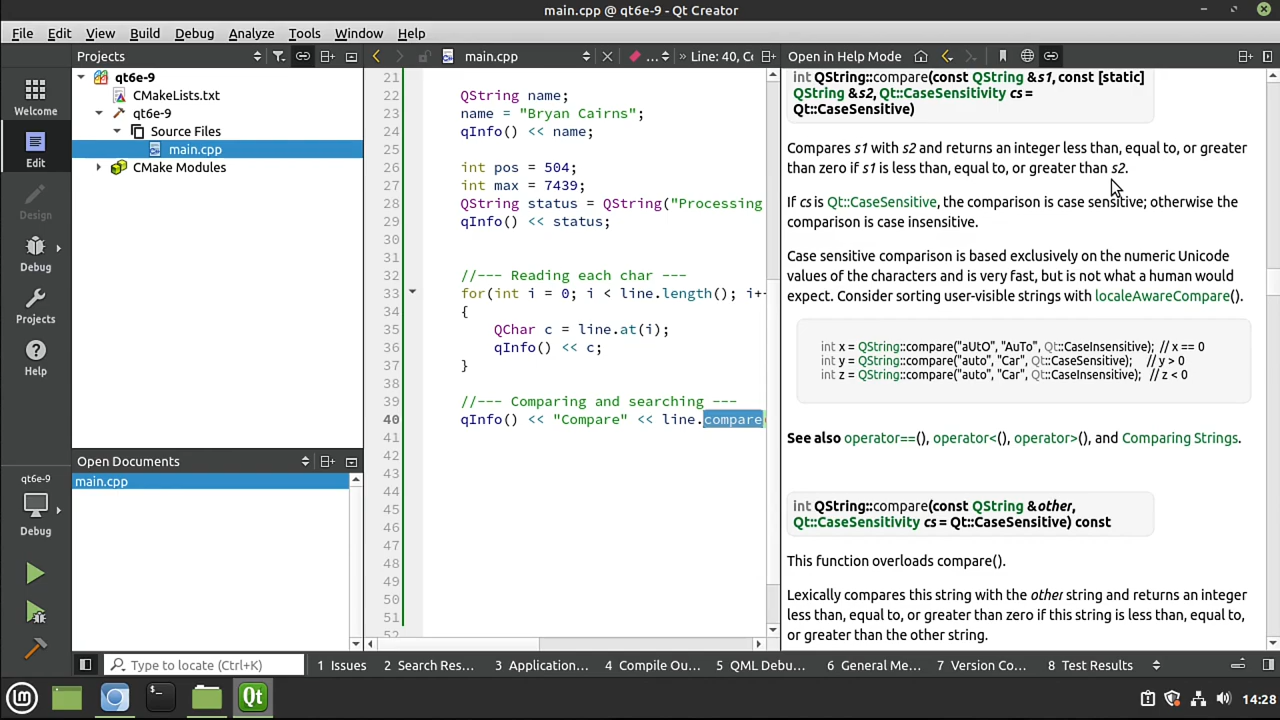 main.cpp @ qt6e-9 - Qt Creator
File Edit View Build Debug Analyze Tools Window Help
Projects
main.cpp
» Line: 40, Co
Open in Help Mode
Welcome
Edit
Design
Debug
Projects
Help
qt6e-9
Debug
qt6e-9
CMakeLists.txt
qt6e-9
Source Files
main.cpp
CMake Modules
Open Documents
main.cpp
21
22 QString name;
23 name = "Bryan Cairns";
24 qInfo() << name;
25
26 int pos = 504;
27 int max = 7439;
28 QString status = QString("Processing
29 qInfo() << status;
30
31
32 //--- Reading each char ---
33 for(int i = 0; i < line.length(); i+
34 {
35 QChar c = line.at(i);
36 qInfo() << c;
37 }
38
39 //--- Comparing and searching ---
40 qInfo() << "Compare" << line.compare(
41
42
43
44
45
46
47
48
49
50
51
52
int QString::compare(const QString &s1, const [static]
QString &s2, Qt::CaseSensitivity cs =
Qt::CaseSensitive)
Compares s1 with s2 and returns an integer less than, equal to, or greater
than zero if s1 is less than, equal to, or greater than s2.
If cs is Qt::CaseSensitive, the comparison is case sensitive; otherwise the
comparison is case insensitive.
Case sensitive comparison is based exclusively on the numeric Unicode
values of the characters and is very fast, but is not what a human would
expect. Consider sorting user-visible strings with localeAwareCompare().
int x = QString::compare("aUtO", "AuTo", Qt::CaseInsensitive); // x == 0
int y = QString::compare("auto", "Car", Qt::CaseSensitive); // y > 0
int z = QString::compare("auto", "Car", Qt::CaseInsensitive); // z < 0
See also operator==(), operator<(), operator>(), and Comparing Strings.
int QString::compare(const QString &other,
Qt::CaseSensitivity cs = Qt::CaseSensitive) const
This function overloads compare().
Lexically compares this string with the other string and returns an integer
less than, equal to, or greater than zero if this string is less than, equal to,
or greater than the other string.
Type to locate (Ctrl+K)
1 Issues 2 Search Res... 3 Application... 4 Compile Ou... 5 QML Debu... 6 General Me... 7 Version Co... 8 Test Results
Qt
14:28